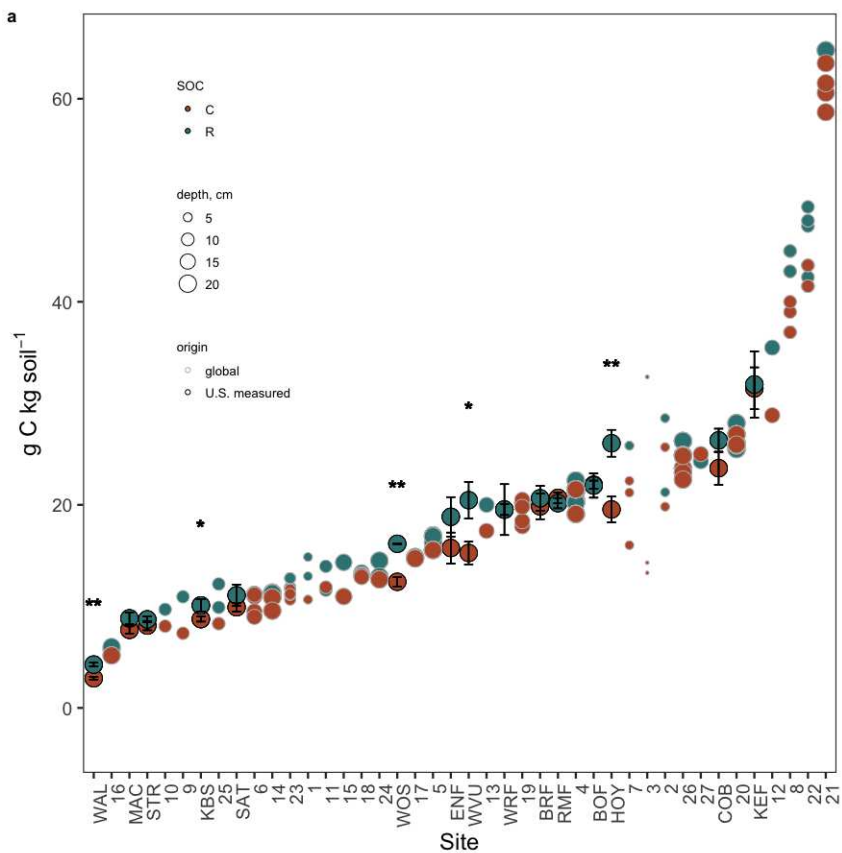 a
SOC
C
R
depth, cm
5
10
15
20
origin
global
U.S. measured
**
*
**
*
**
60
40
20
0
g C kg soil⁻¹
WAL
16
MAC
STR
10
9
KBS
25
SAT
6
14
23
1
11
15
18
24
WOS
17
5
ENF
WVU
13
WRF
19
BRF
RMF
4
BOF
HOY
7
3
2
26
27
COB
20
KEF
12
8
22
21
Site